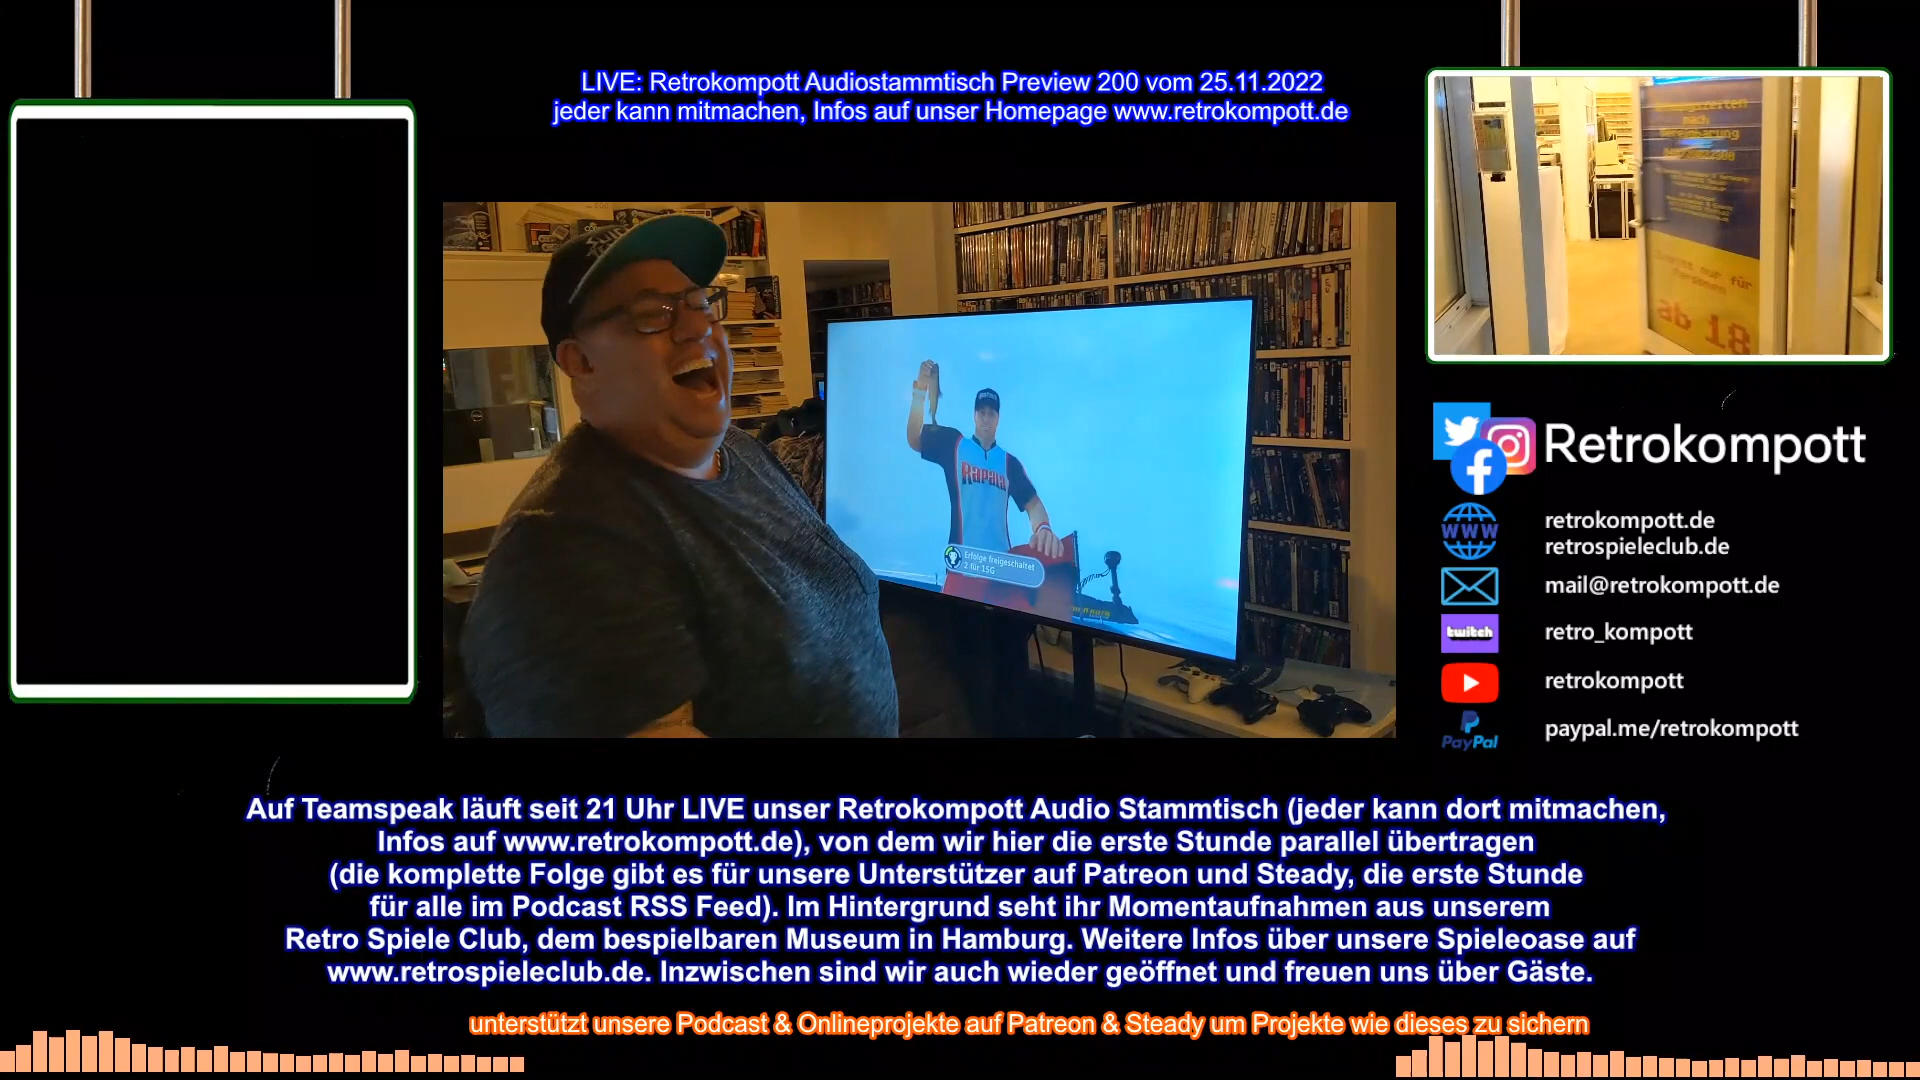 LIVE: Retrokompott Audiostammtisch Preview 200 vom 25.11.2022
jeder kann mitmachen, Infos auf unser Homepage www.retrokompott.de
nach
ab 18
Rapala
Erfolge freigeschaltet
2 für 15G
Retrokompott
WWW
retrokompott.de
retrospieleclub.de
mail@retrokompott.de
twitch
retro_kompott
retrokompott
PayPal
paypal.me/retrokompott
Auf Teamspeak läuft seit 21 Uhr LIVE unser Retrokompott Audio Stammtisch (jeder kann dort mitmachen,
Infos auf www.retrokompott.de), von dem wir hier die erste Stunde parallel übertragen
(die komplette Folge gibt es für unsere Unterstützer auf Patreon und Steady, die erste Stunde
für alle im Podcast RSS Feed). Im Hintergrund seht ihr Momentaufnahmen aus unserem
Retro Spiele Club, dem bespielbaren Museum in Hamburg. Weitere Infos über unsere Spieleoase auf
www.retrospieleclub.de. Inzwischen sind wir auch wieder geöffnet und freuen uns über Gäste.
unterstützt unsere Podcast & Onlineprojekte auf Patreon & Steady um Projekte wie dieses zu sichern